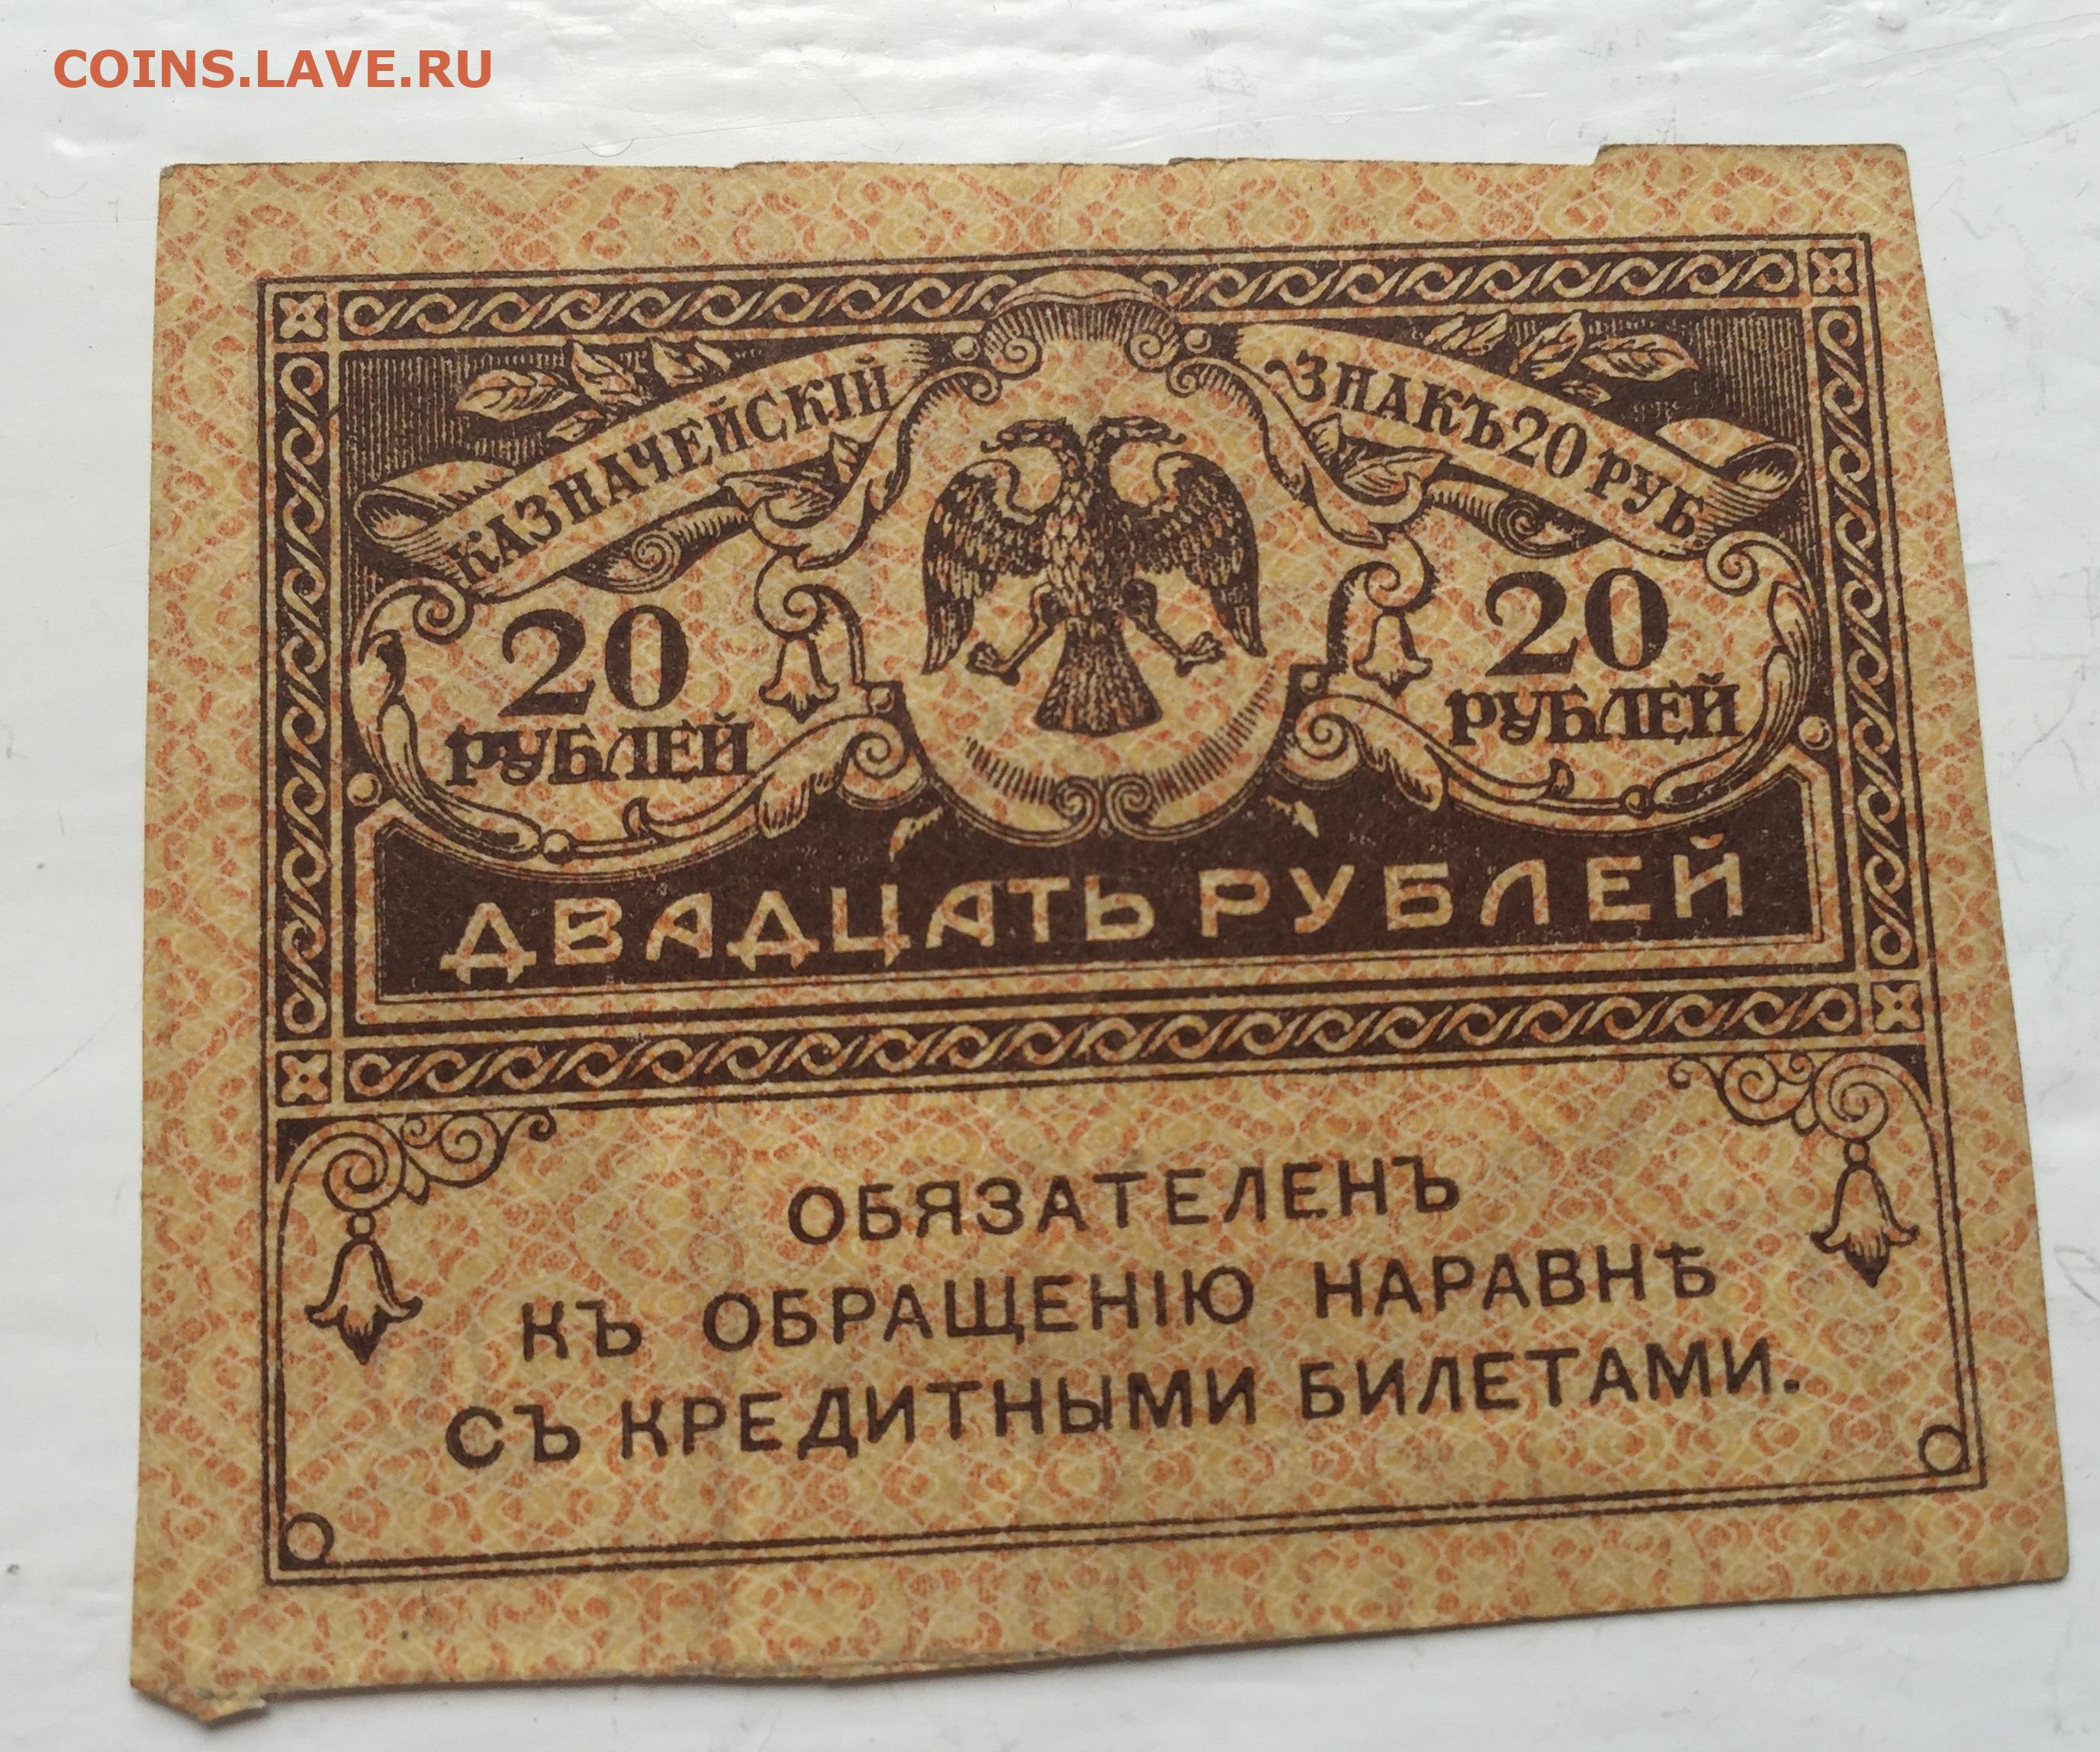 COINS.LAVE.RU
КАЗНАЧЕЙСКІЙ ЗНАКЪ 20 РУБ
20 20
РУБЛЕЙ РУБЛЕЙ
ДВАДЦАТЬ РУБЛЕЙ
ОБЯЗАТЕЛЕНЪ
КЪ ОБРАЩЕНІЮ НАРАВНѢ
СЪ КРЕДИТНЫМИ БИЛЕТАМИ.